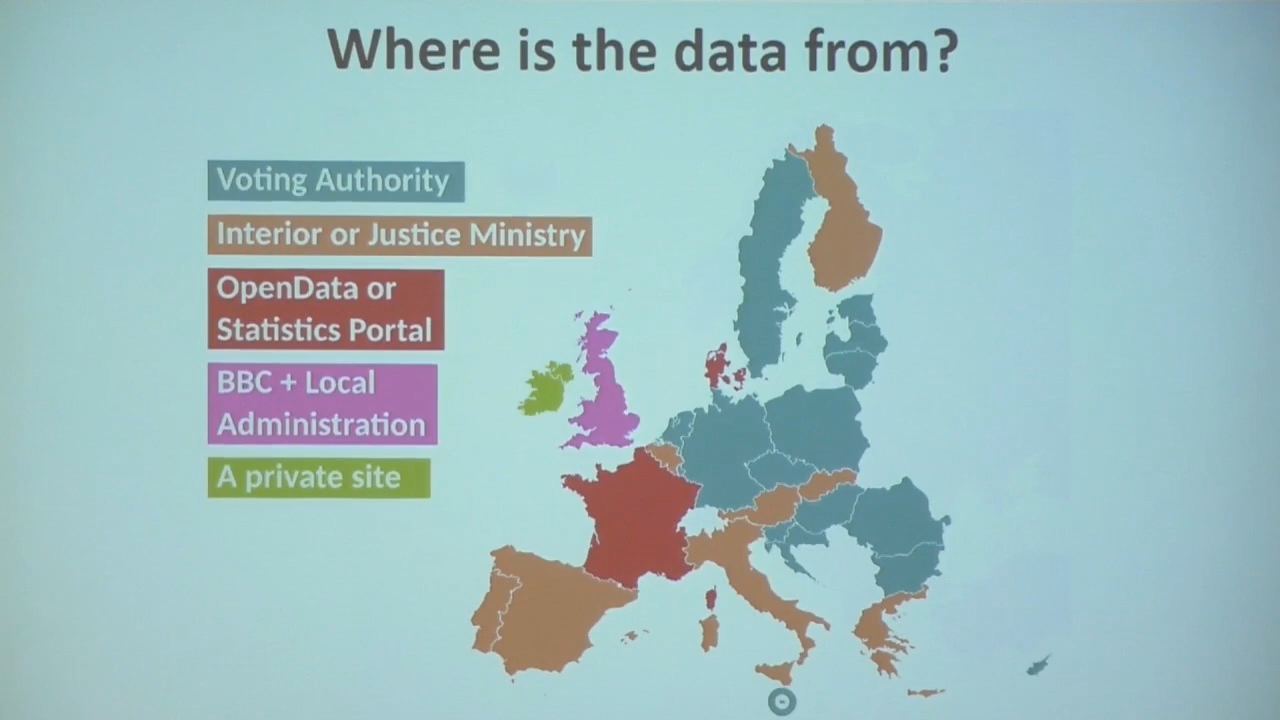 Where is the data from?
Voting Authority
Interior or Justice Ministry
OpenData or
Statistics Portal
BBC + Local
Administration
A private site